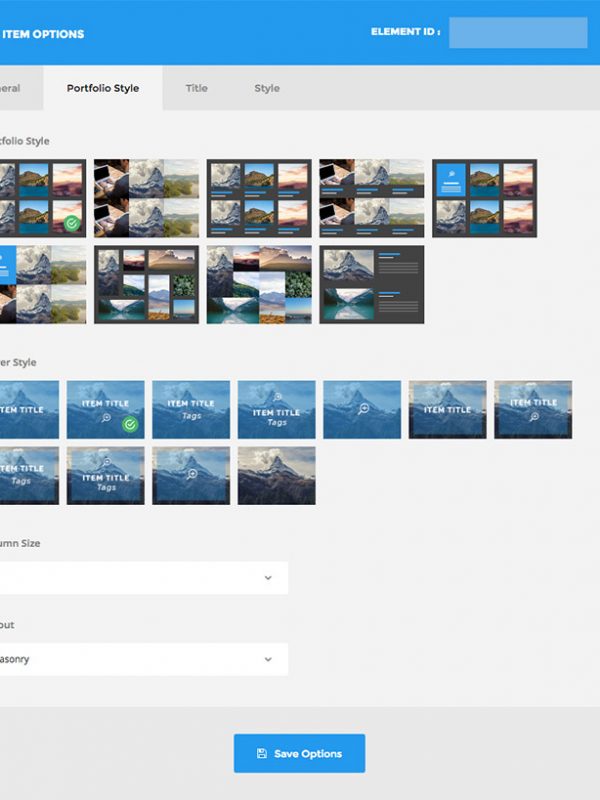 ITEM OPTIONS
ELEMENT ID :
eral
Portfolio Style
Title
Style
tfolio Style
er Style
ITEM TITLE
ITEM TITLE
ITEM TITLE
Tags
ITEM TITLE
Tags
ITEM TITLE
ITEM TITLE
ITEM TITLE
Tags
ITEM TITLE
Tags
umn Size
out
asonry
Save Options